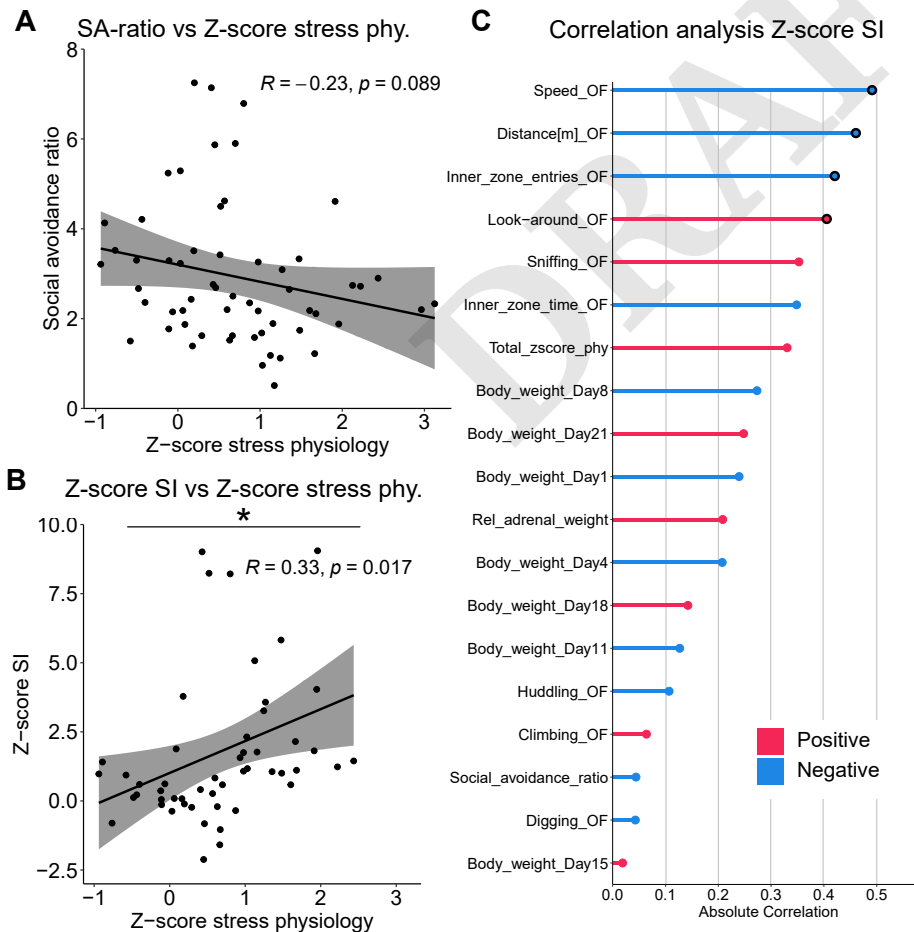 A
SA-ratio vs Z-score stress phy.
R = −0.23, p = 0.089
8
6
4
2
0
Social avoidance ratio
−1 0 1 2 3
Z−score stress physiology
B
Z-score SI vs Z-score stress phy.
*
R = 0.33, p = 0.017
10.0
7.5
5.0
2.5
0.0
−2.5
Z−score SI
−1 0 1 2 3
Z−score stress physiology
C
Correlation analysis Z-score SI
Speed_OF
Distance[m]_OF
Inner_zone_entries_OF
Look−around_OF
Sniffing_OF
Inner_zone_time_OF
Total_zscore_phy
Body_weight_Day8
Body_weight_Day21
Body_weight_Day1
Rel_adrenal_weight
Body_weight_Day4
Body_weight_Day18
Body_weight_Day11
Huddling_OF
Climbing_OF
Social_avoidance_ratio
Digging_OF
Body_weight_Day15
Positive
Negative
0.0 0.1 0.2 0.3 0.4 0.5
Absolute Correlation
DRAF